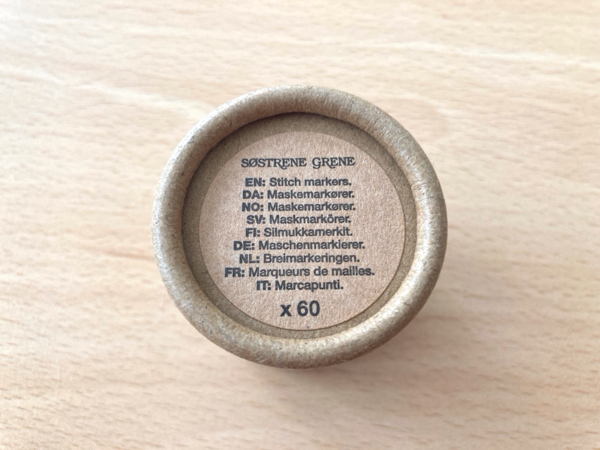 SØSTRENE GRENE
EN: Stitch markers.
DA: Maskemarkører.
NO: Maskemarkører.
SV: Maskmarkörer.
FI: Silmukkamerkit.
DE: Maschenmarkierer.
NL: Breimarkeringen.
FR: Marqueurs de mailles.
IT: Marcapunti.
x 60